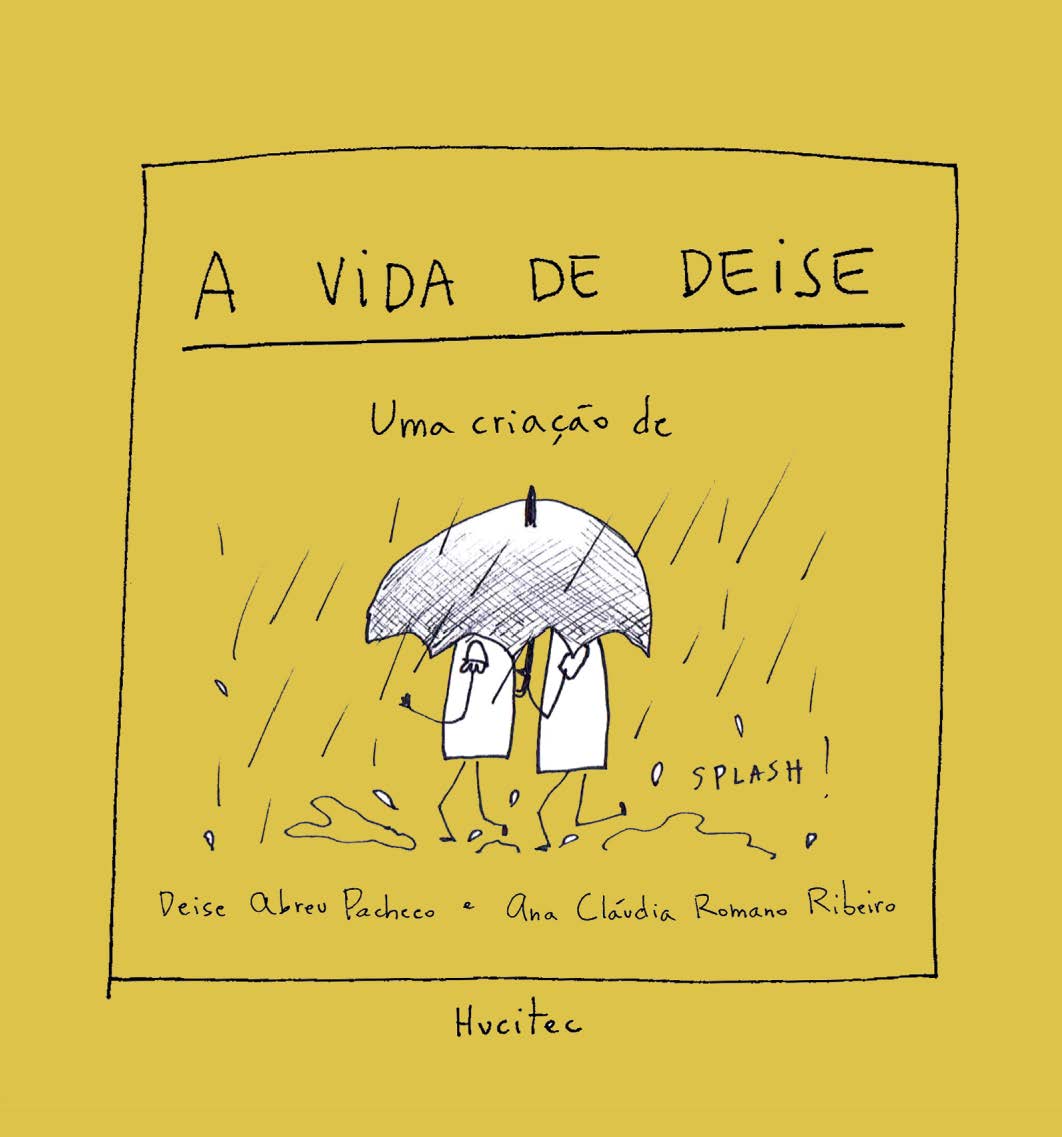 A ViDA DE DEiSE
Uma criação de
SPLASH!
Deise Abreu Pacheco e Ana Cláudia Romano Ribeiro
Hucitec